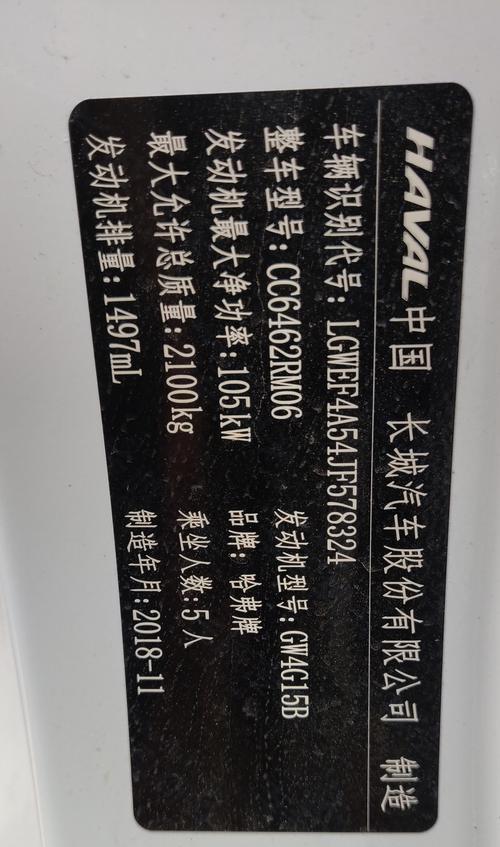 HAVAL 中国 长城汽车股份有限公司 制造
车辆识别代号:LGWEF4A54JF578324
整车型号:CC6462RM06 发动机型号:GW4G15B
发动机最大净功率:105kW 品牌:哈弗牌
最大允许总质量:2100kg 乘坐人数:5人
发动机排量:1497mL 制造年月:2018-11